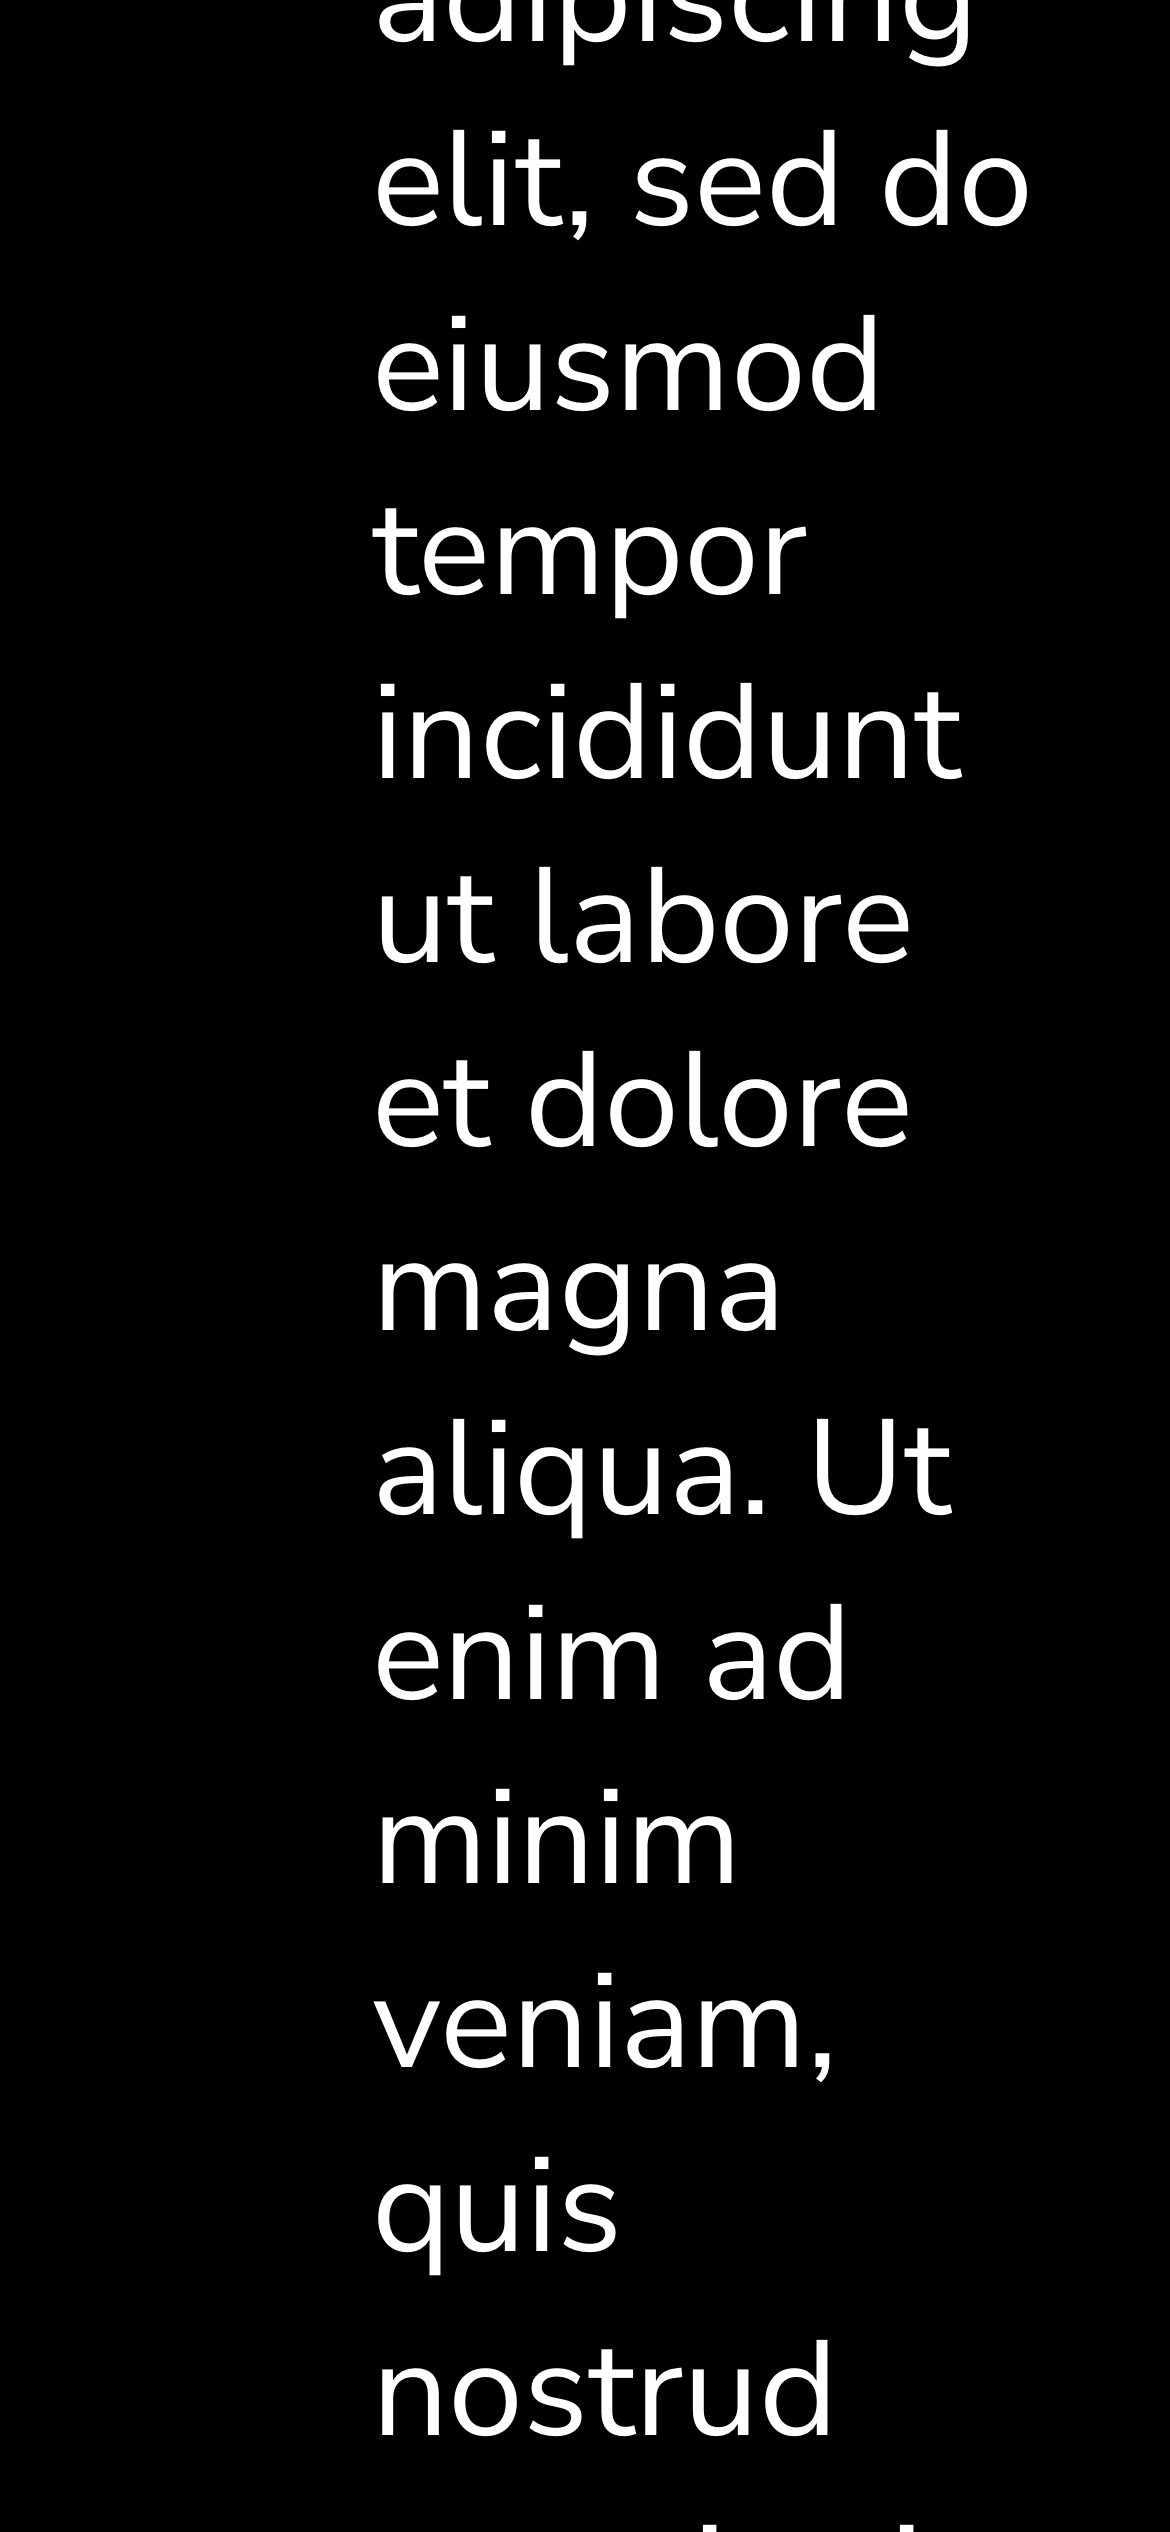 adipiscing
elit, sed do
eiusmod
tempor
incididunt
ut labore
et dolore
magna
aliqua. Ut
enim ad
minim
veniam,
quis
nostrud